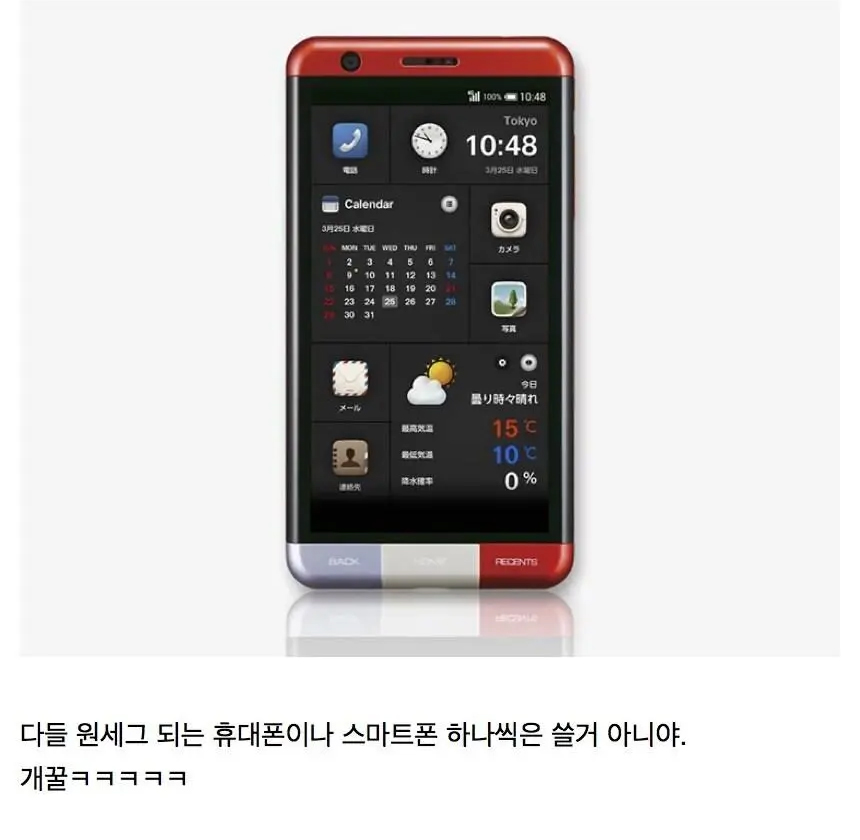 100% 10:48
Tokyo
10:48
3月25日 水曜日
電話
時計
Calendar
3月25日 水曜日
SUN MON TUE WED THU FRI SAT
1 2 3 4 5 6 7
8 9 10 11 12 13 14
15 16 17 18 19 20 21
22 23 24 25 26 27 28
29 30 31
カメラ
写真
メール
今日
曇り時々晴れ
最高気温 15℃
最低気温 10℃
降水確率 0%
連絡先
BACK HOME RECENTS
다들 원세그 되는 휴대폰이나 스마트폰 하나씩은 쓸거 아니야.
개꿀ㅋㅋㅋㅋㅋ